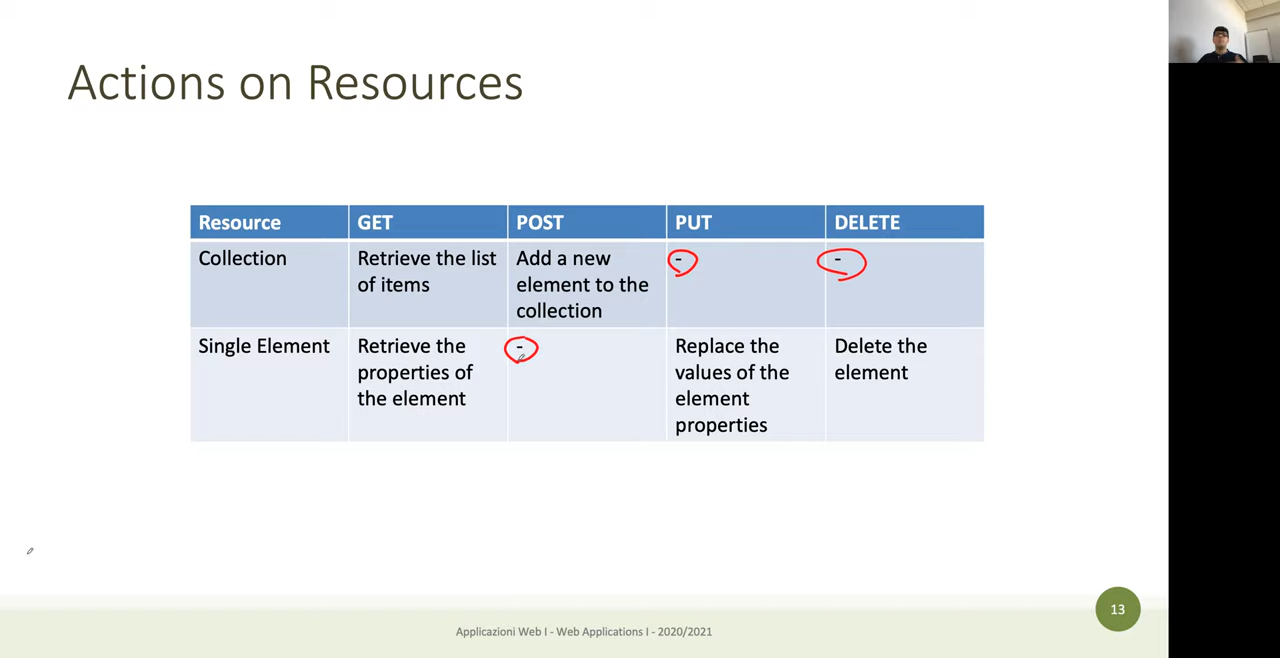 Actions on Resources
Resource GET POST PUT DELETE
Collection Retrieve the list of items Add a new element to the collection - -
Single Element Retrieve the properties of the element - Replace the values of the element properties Delete the element
13
Applicazioni Web I - Web Applications I - 2020/2021